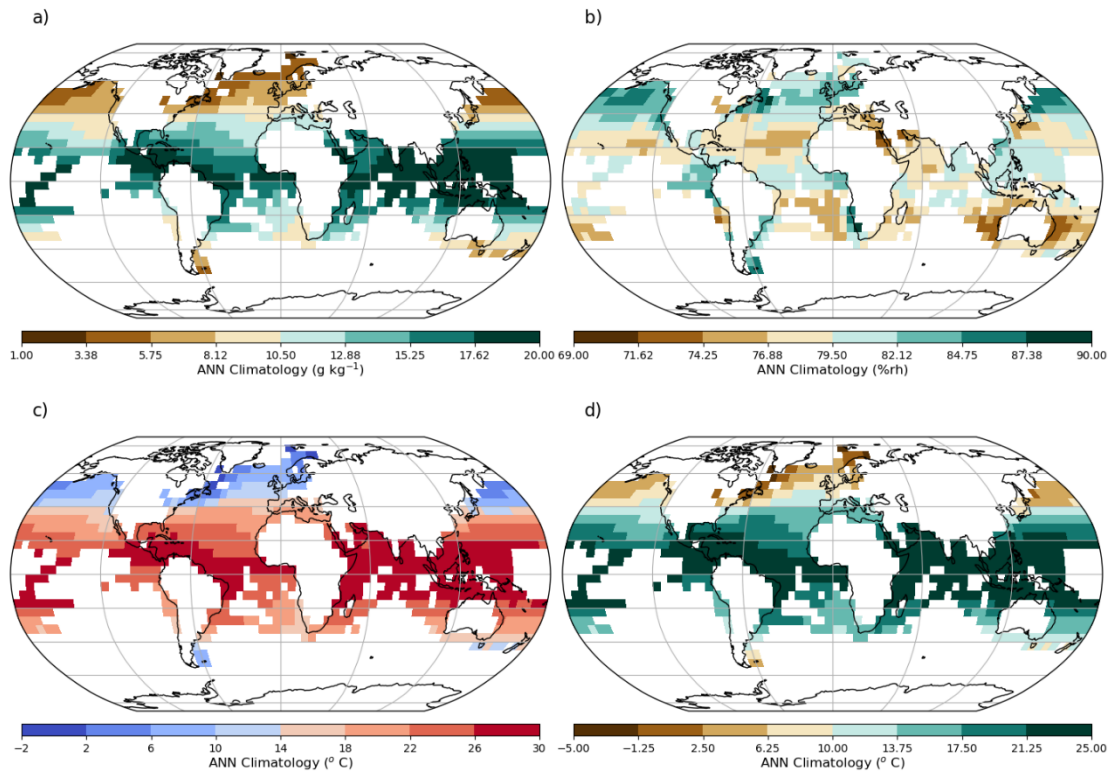 a)
b)
1.00 3.38 5.75 8.12 10.50 12.88 15.25 17.62 20.00
ANN Climatology (g kg⁻¹)
69.00 71.62 74.25 76.88 79.50 82.12 84.75 87.38 90.00
ANN Climatology (%rh)
c)
d)
−2 2 6 10 14 18 22 26 30
ANN Climatology (° C)
−5.00 −1.25 2.50 6.25 10.00 13.75 17.50 21.25 25.00
ANN Climatology (° C)